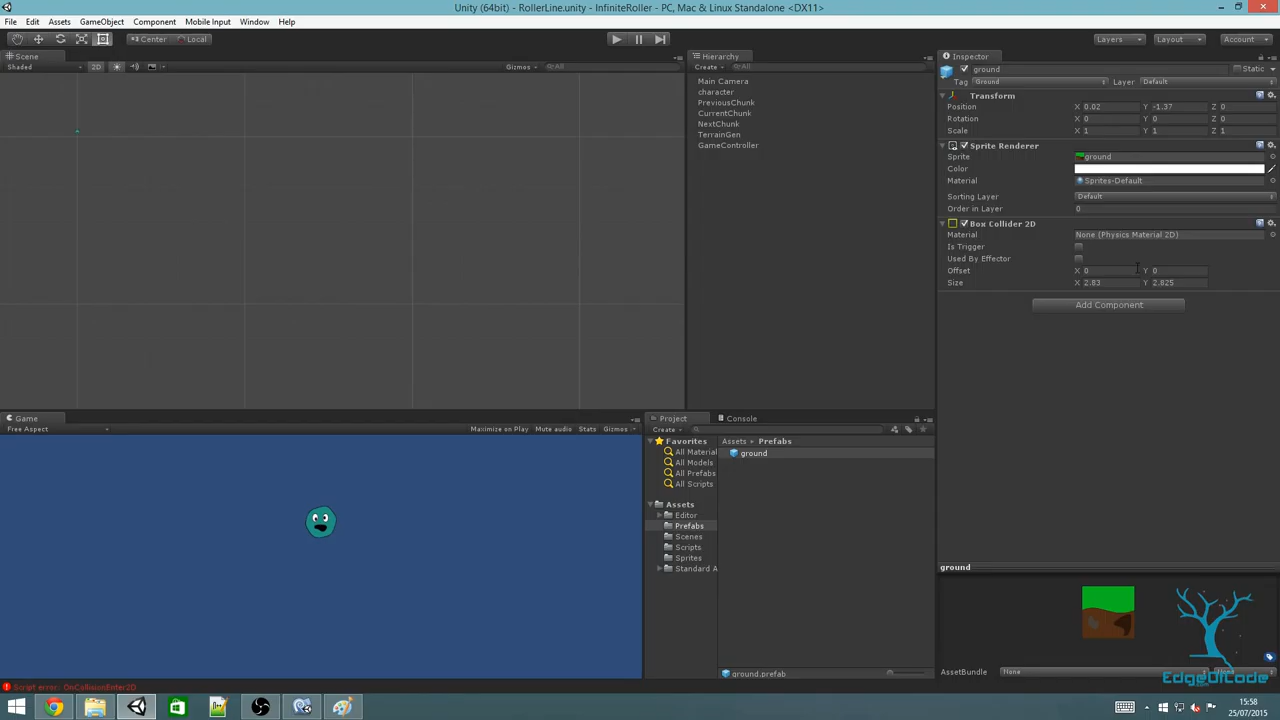 Unity (64bit) - RollerLine.unity - InfiniteRoller - PC, Mac & Linux Standalone <DX11>
File Edit Assets GameObject Component Mobile Input Window Help
Center Local Layers Layout Account
Scene Hierarchy Inspector
Shaded 2D Gizmos All Create All
ground Static
Tag Ground Layer Default
Main Camera
character
PreviousChunk
CurrentChunk
NextChunk
TerrainGen
GameController
Transform
Position X 0.02 Y -1.37 Z 0
Rotation X 0 Y 0 Z 0
Scale X 1 Y 1 Z 1
Sprite Renderer
Sprite ground
Color
Material Sprites-Default
Sorting Layer Default
Order in Layer 0
Box Collider 2D
Material None (Physics Material 2D)
Is Trigger
Used By Effector
Offset X 0 Y 0
Size X 2.83 Y 2.825
Add Component
Game
Free Aspect Maximize on Play Mute audio Stats Gizmos
Project Console
Create
Favorites
All Material
All Models
All Prefabs
All Scripts
Assets
Editor
Prefabs
Scenes
Scripts
Sprites
Standard A
Assets Prefabs
ground
ground.prefab
ground
AssetBundle None None
EdgeOfCode
Script error: OnCollisionEnter2D
15:58
25/07/2015